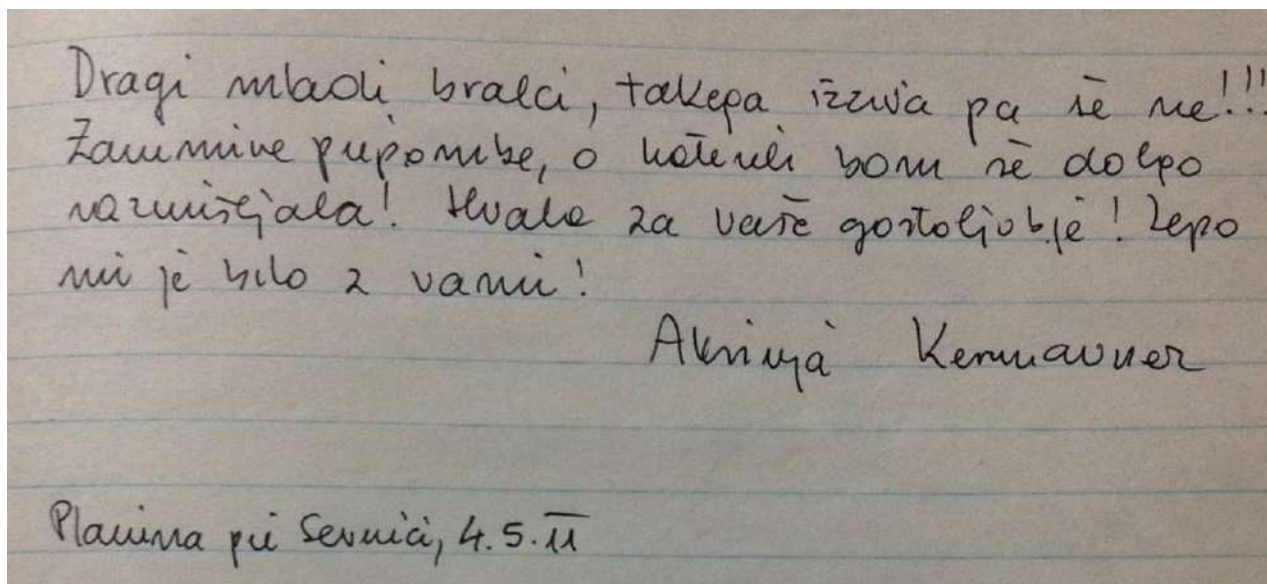 Dragi mladi bralci, takega izziva pa še ne!!!
Zanimive pripombe, o katerih bom še dolgo
razmišljala! Hvala za vaše gostoljubje! Lepo
mi je bilo z vami!
Aksinja Kermauner
Planina pri Sevnici, 4.5.11